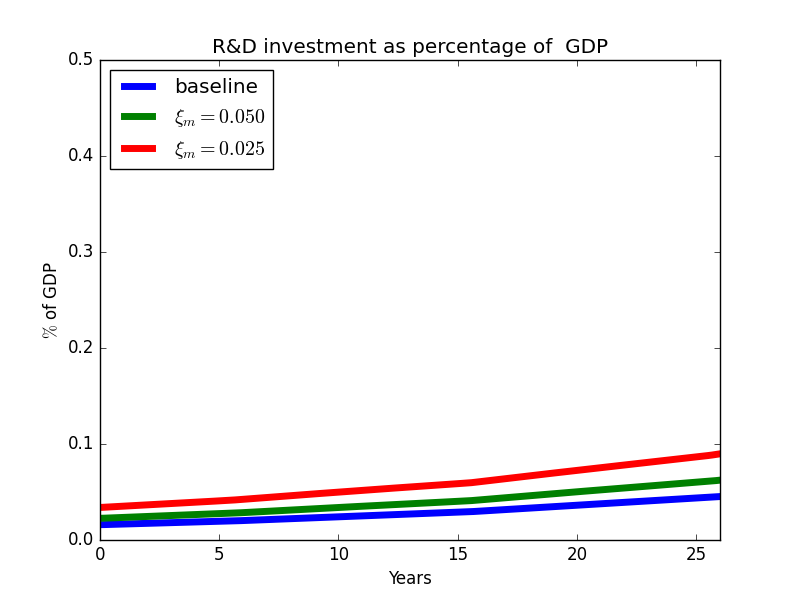 R&D investment as percentage of  GDP
baseline
ξm = 0.050
ξm = 0.025
0.5
0.4
0.3
0.2
0.1
0.0
% of GDP
0 5 10 15 20 25
Years